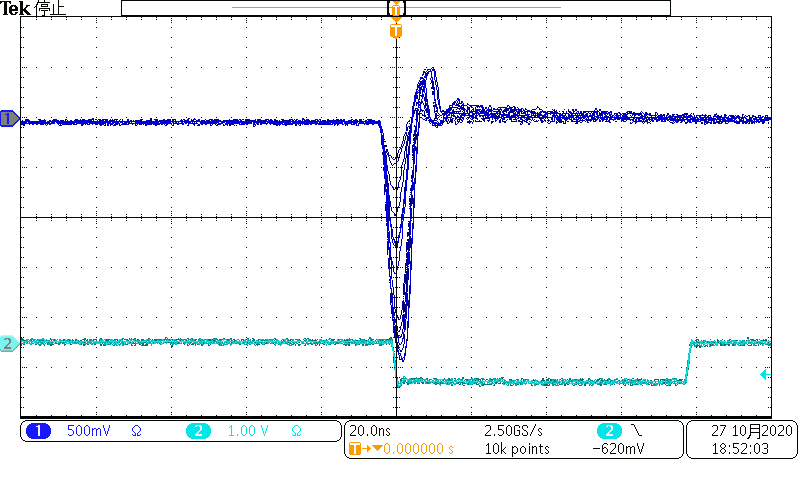 Tek 停止
T
T
1
2
1 500mV Ω 2 1.00 V Ω
20.0ns 2.50GS/s 2 \
T→▼0.000000 s 10k points −620mV
27 10月2020
18:52:03